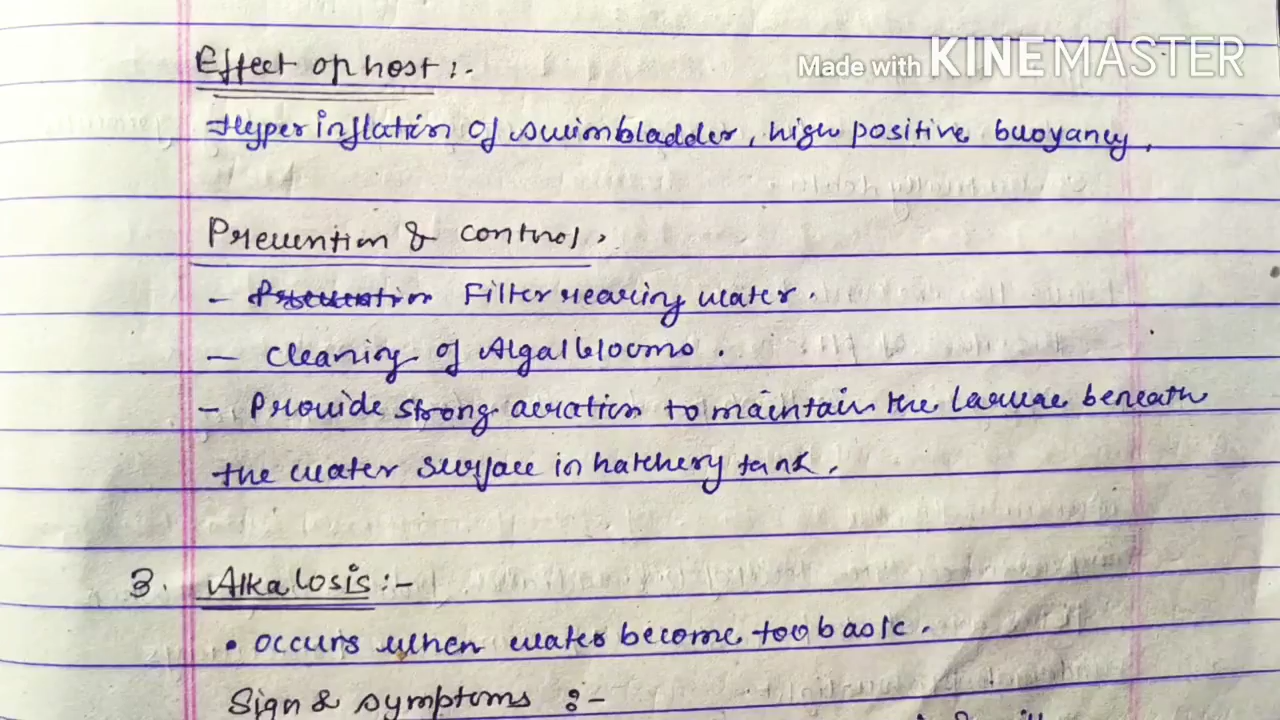 Made with KINEMASTER
Effect of host :-
Hyper inflation of swimbladder, high positive buoyancy.
Prevention & control,
- Prevention Filter rearing water.
- Cleaning of Algal blooms.
- Provide strong aeration to maintain the larvae beneath
the water surface in hatchery tank.
3. Alkalosis :-
• occurs when water become too basic.
Sign & symptoms :-